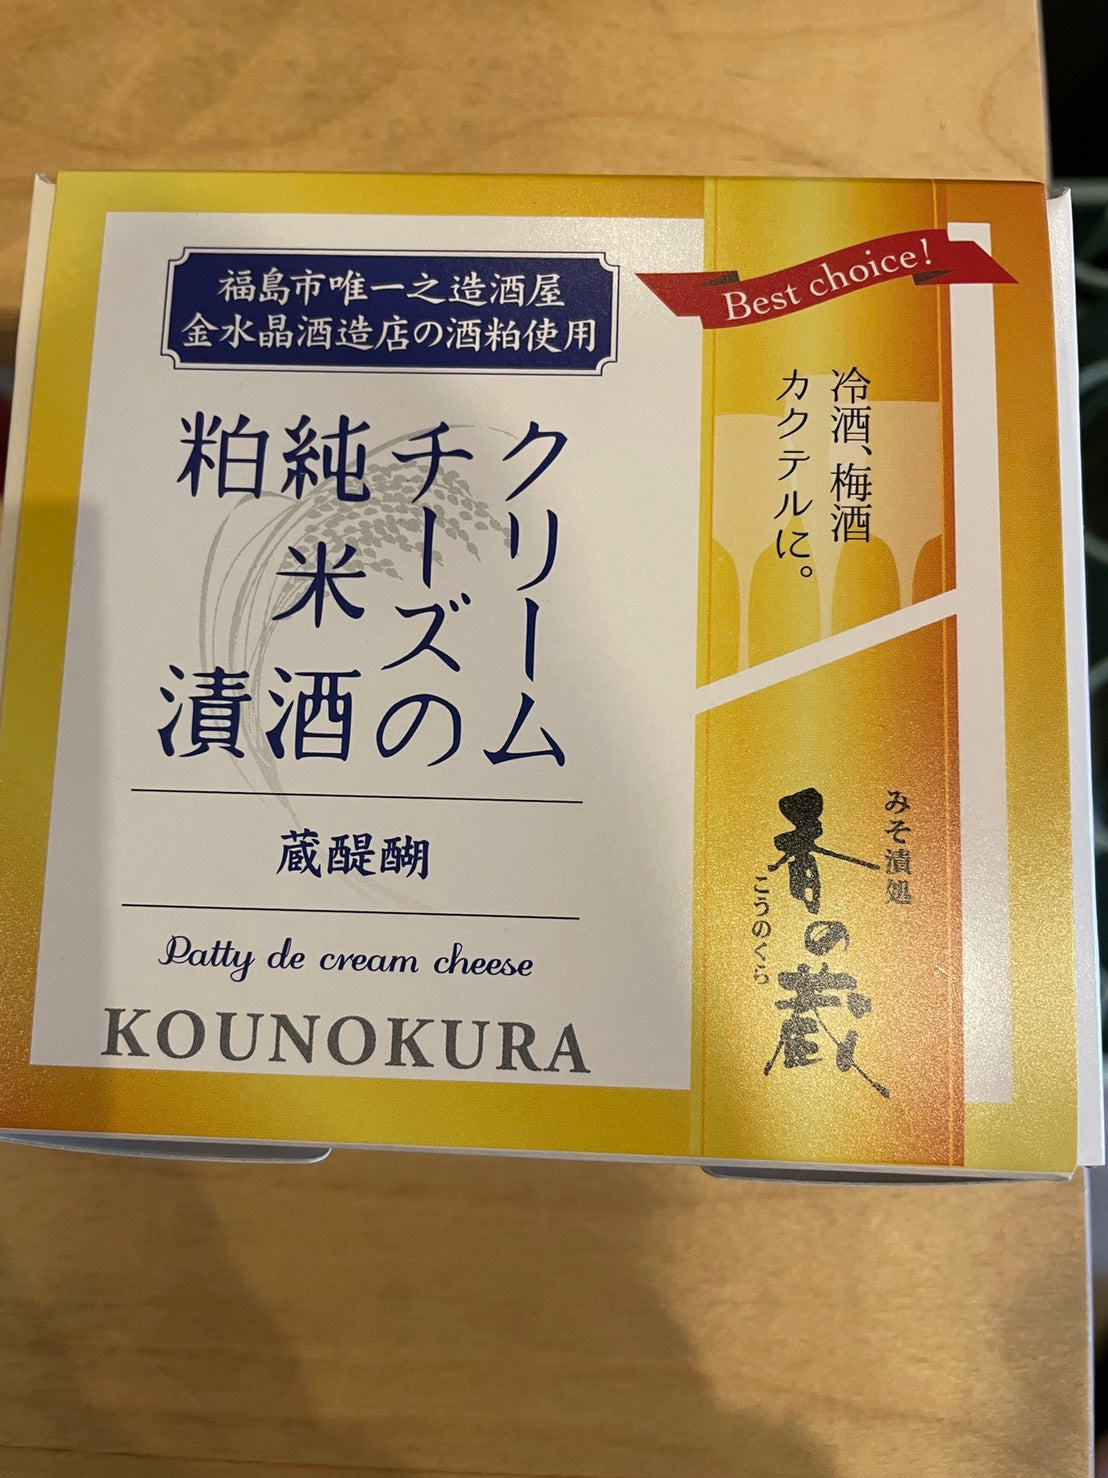 福島市唯一之造酒屋
金水晶酒造店の酒粕使用
クリーム
チーズの
純米酒
粕漬
蔵醍醐
Patty de cream cheese
KOUNOKURA
Best choice!
冷酒、梅酒
カクテルに。
みそ漬処
香の蔵
こうのくら